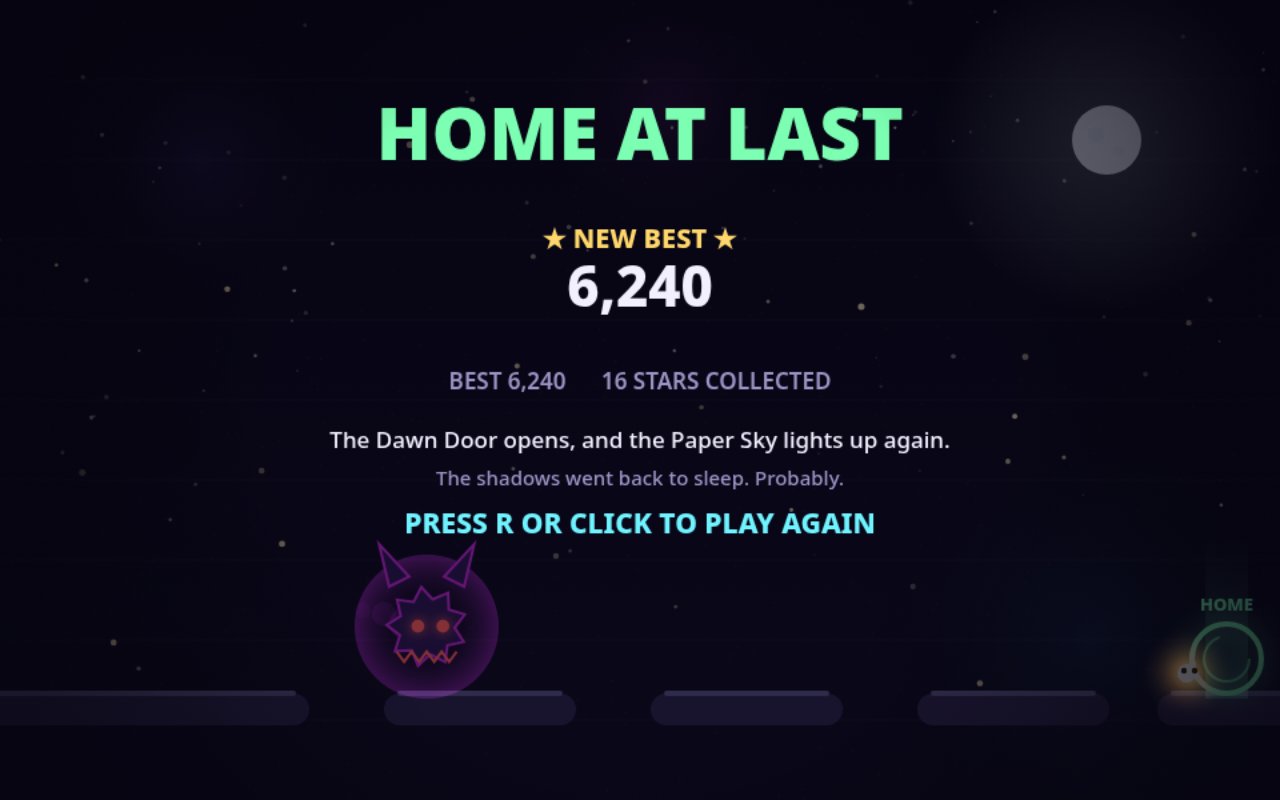 HOME AT LAST
★ NEW BEST ★
6,240
BEST 6,240 16 STARS COLLECTED
The Dawn Door opens, and the Paper Sky lights up again.
The shadows went back to sleep. Probably.
PRESS R OR CLICK TO PLAY AGAIN
HOME